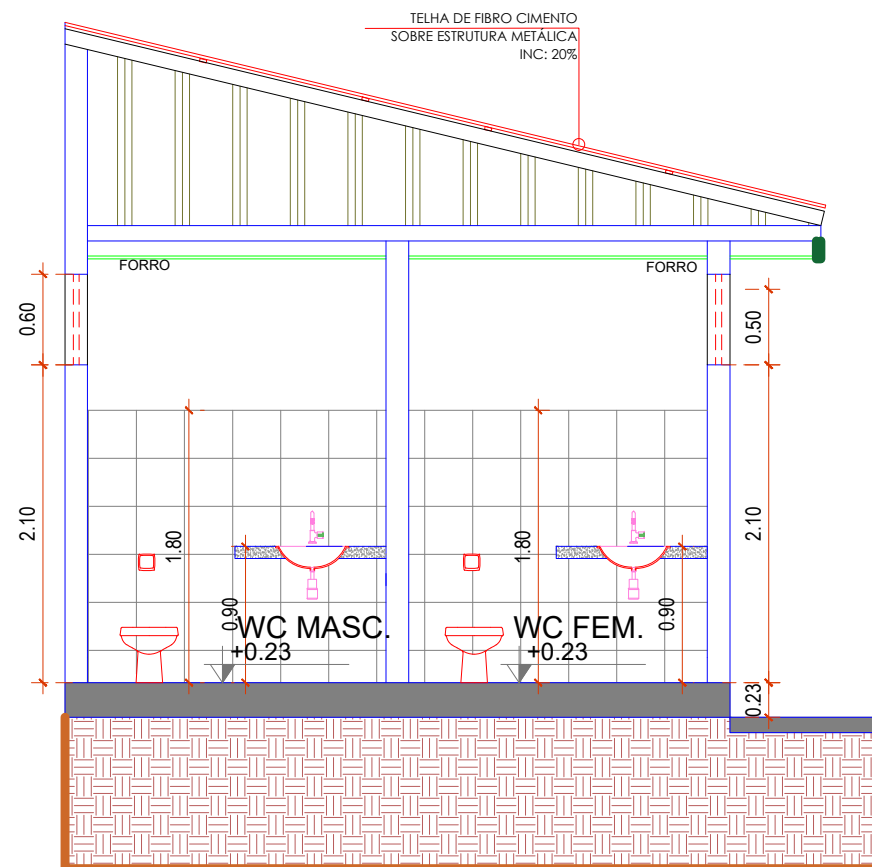 TELHA DE FIBRO CIMENTO
SOBRE ESTRUTURA METÁLICA
INC: 20%
FORRO
FORRO
0.60
0.50
2.10
1.80
1.80
2.10
0.90
0.90
WC MASC.
WC FEM.
+0.23
+0.23
0.23